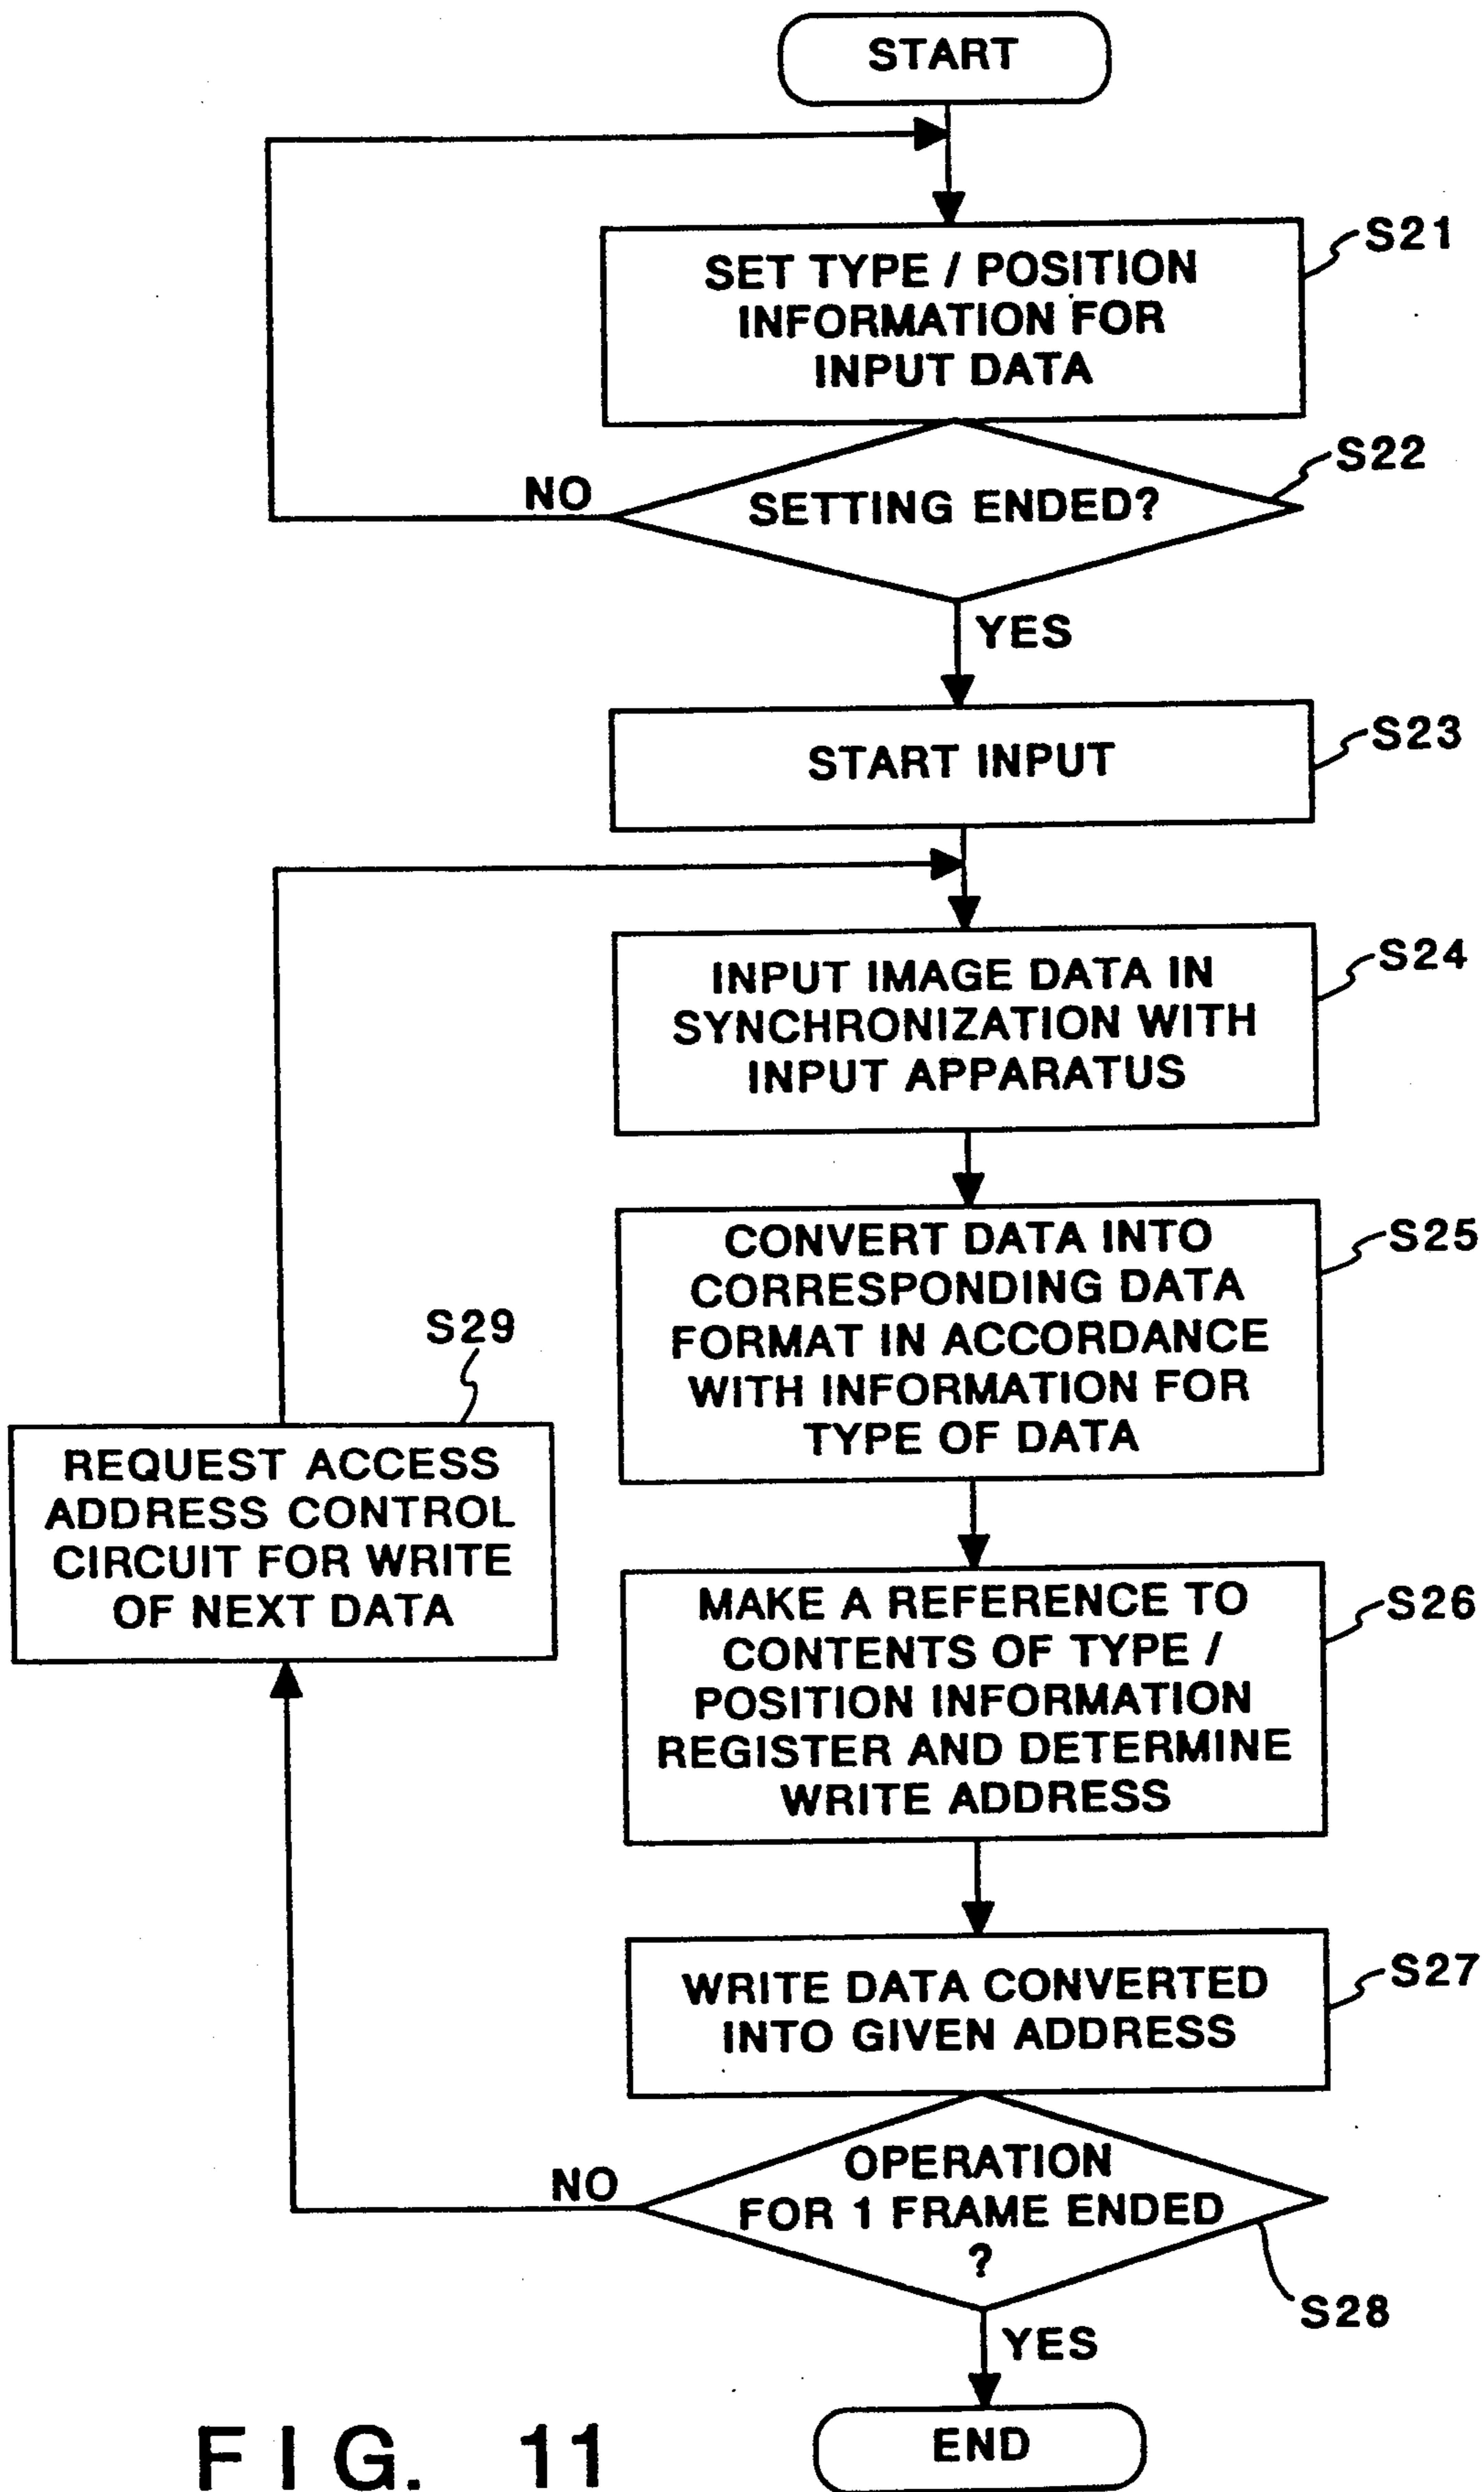 START
S21
SET TYPE / POSITION
INFORMATION FOR
INPUT DATA
S22
NO
SETTING ENDED?
YES
S23
START INPUT
S24
INPUT IMAGE DATA IN
SYNCHRONIZATION WITH
INPUT APPARATUS
S25
CONVERT DATA INTO
CORRESPONDING DATA
FORMAT IN ACCORDANCE
WITH INFORMATION FOR
TYPE OF DATA
S29
REQUEST ACCESS
ADDRESS CONTROL
CIRCUIT FOR WRITE
OF NEXT DATA
S26
MAKE A REFERENCE TO
CONTENTS OF TYPE /
POSITION INFORMATION
REGISTER AND DETERMINE
WRITE ADDRESS
S27
WRITE DATA CONVERTED
INTO GIVEN ADDRESS
NO
OPERATION
FOR 1 FRAME ENDED
?
S28
YES
END
FIG. 11